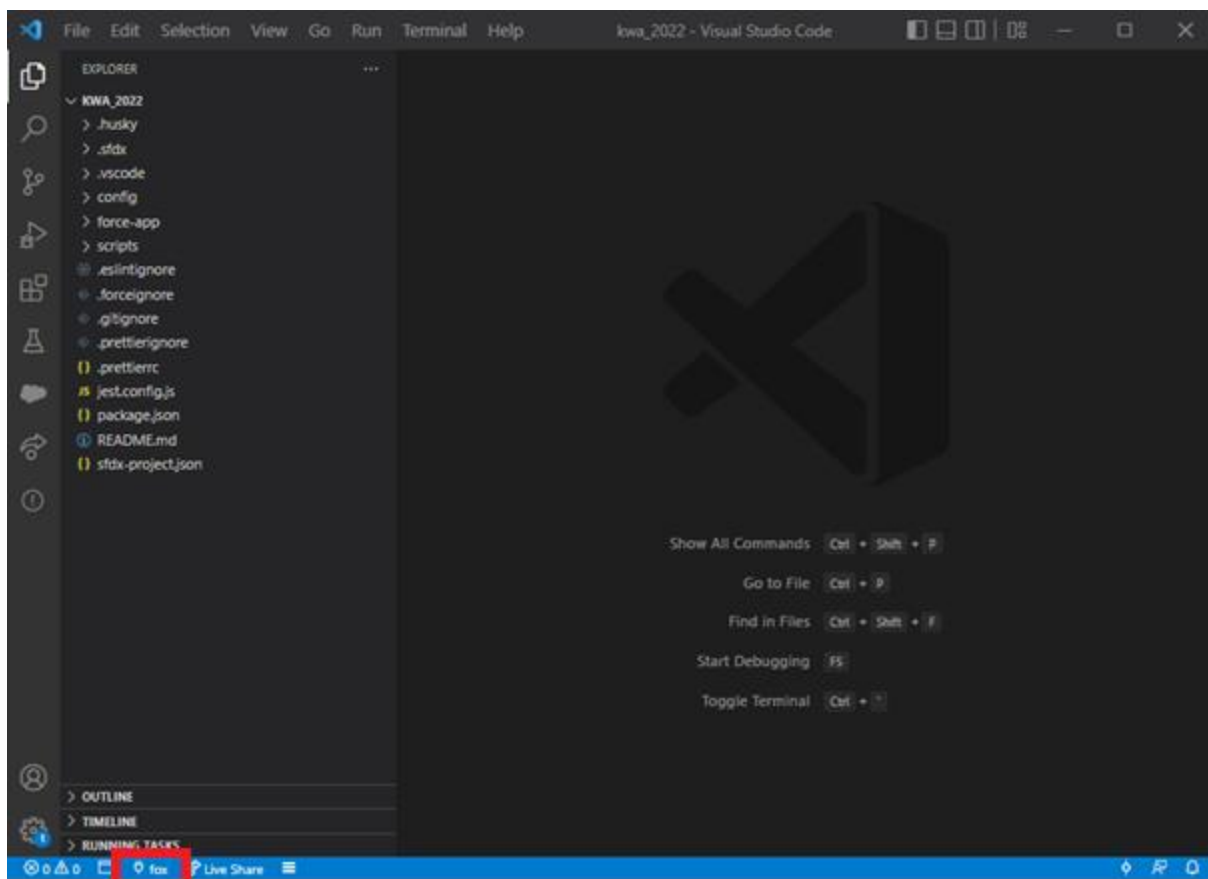 File Edit Selection View Go Run Terminal Help kwa_2022 - Visual Studio Code
EXPLORER ...
KWA_2022
.husky
.sfdx
.vscode
config
force-app
scripts
.eslintignore
.forceignore
.gitignore
.prettierignore
{} .prettierrc
JS jest.config.js
{} package.json
README.md
{} sfdx-project.json
Show All Commands Ctrl + Shift + P
Go to File Ctrl + P
Find in Files Ctrl + Shift + F
Start Debugging F5
Toggle Terminal Ctrl + `
OUTLINE
TIMELINE
RUNNING TASKS
0 0 fox Live Share